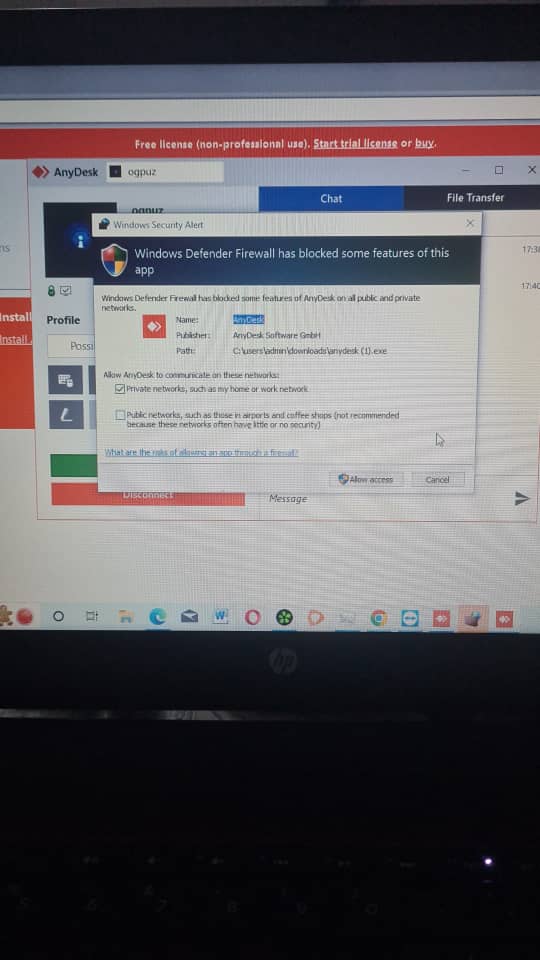 Free license (non-professional use). Start trial license or buy.
AnyDesk
ogpuz
ogpuz
Chat
File Transfer
Windows Security Alert
Windows Defender Firewall has blocked some features of this
app
17:3
17:40
Windows Defender Firewall has blocked some features of AnyDesk on all public and private
networks.
Install
Install
Profile
Possi
Name:
AnyDesk
Publisher:
AnyDesk Software GmbH
Path:
C:\users\admin\downloads\anydesk (1).exe
Allow AnyDesk to communicate on these networks:
Private networks, such as my home or work network
Public networks, such as those in airports and coffee shops (not recommended
because these networks often have little or no security)
What are the risks of allowing an app through a firewall?
Allow access
Cancel
Disconnect
Message
W
hp